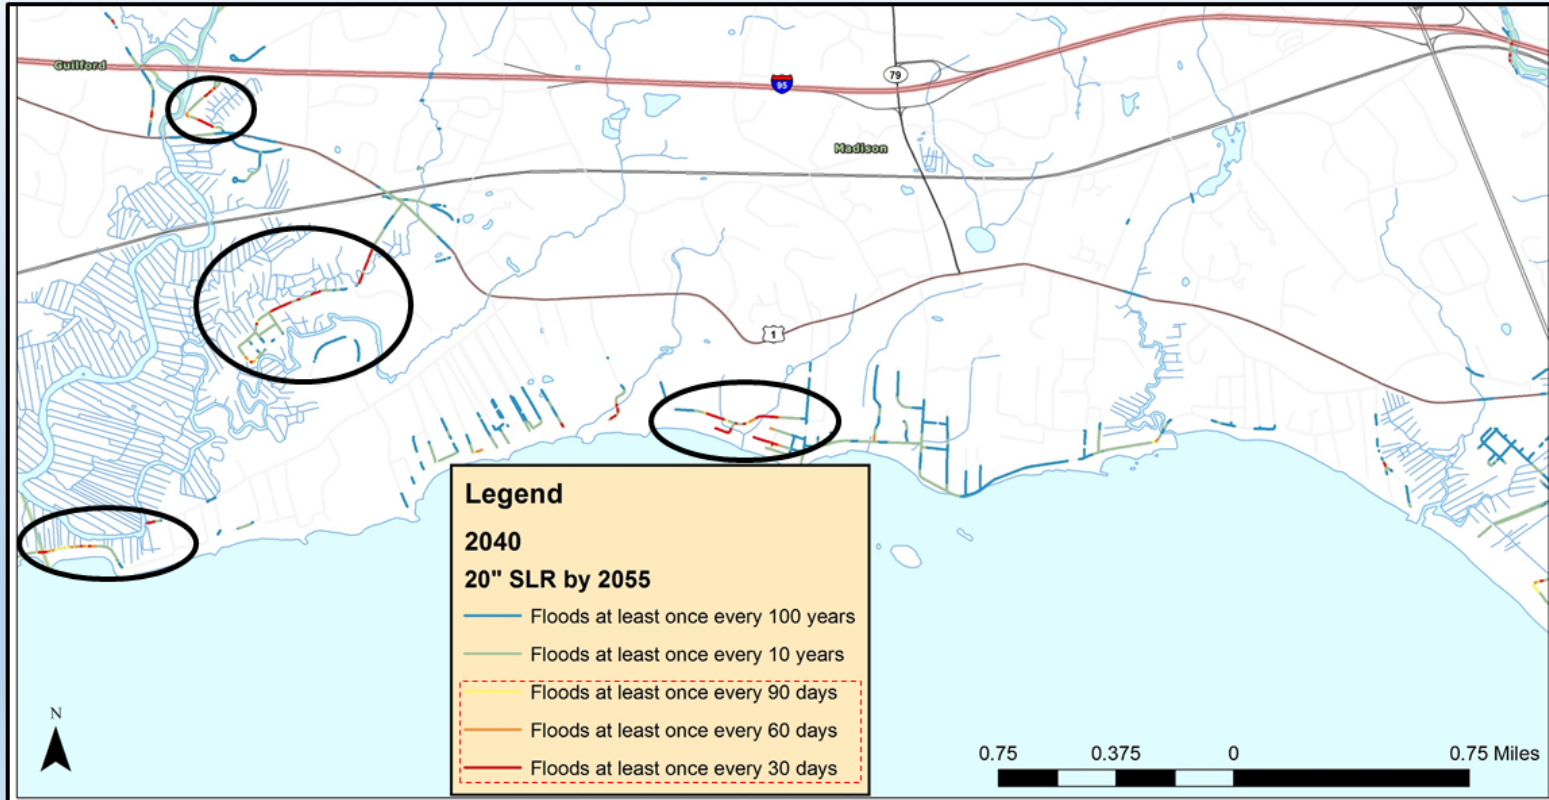 Guilford
95
79
Madison
1
Legend
2040
20" SLR by 2055
Floods at least once every 100 years
Floods at least once every 10 years
Floods at least once every 90 days
Floods at least once every 60 days
Floods at least once every 30 days
N
0.75 0.375 0 0.75 Miles